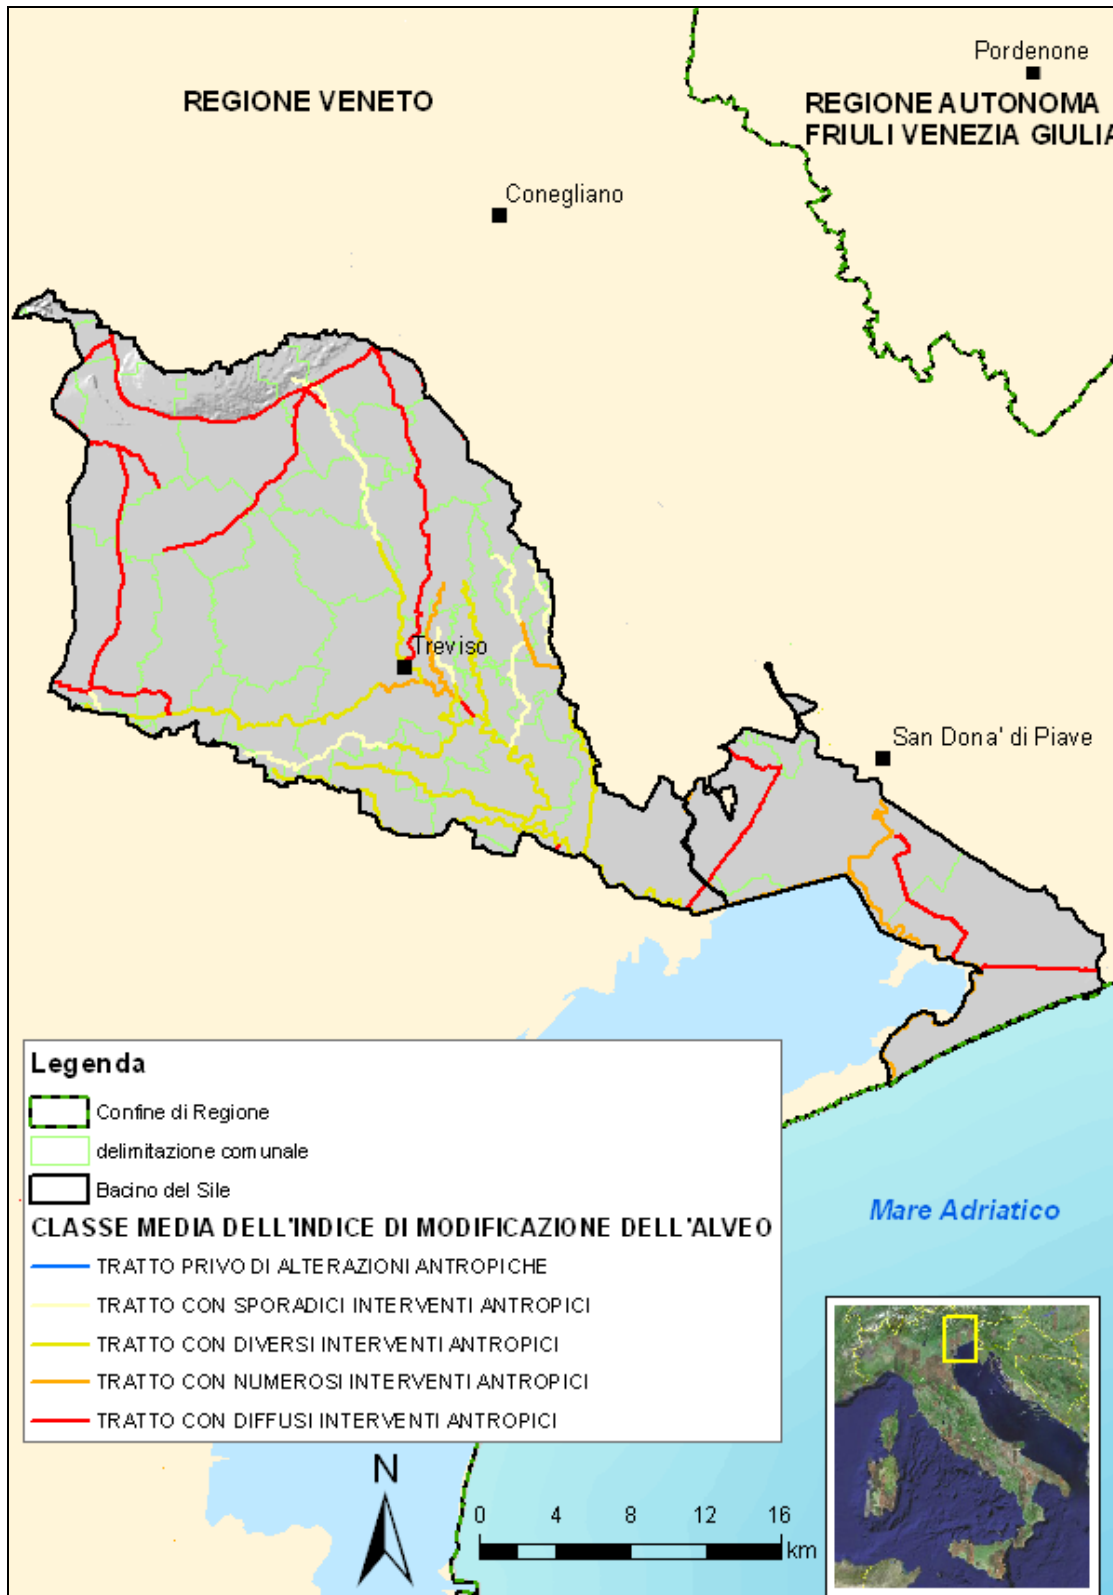 Pordenone
REGIONE VENETO
REGIONE AUTONOMA
FRIULI VENEZIA GIULIA
Conegliano
Treviso
San Dona' di Piave
Legenda
Confine di Regione
delimitazione comunale
Bacino del Sile
CLASSE MEDIA DELL'INDICE DI MODIFICAZIONE DELL'ALVEO
TRATTO PRIVO DI ALTERAZIONI ANTROPICHE
TRATTO CON SPORADICI INTERVENTI ANTROPICI
TRATTO CON DIVERSI INTERVENTI ANTROPICI
TRATTO CON NUMEROSI INTERVENTI ANTROPICI
TRATTO CON DIFFUSI INTERVENTI ANTROPICI
Mare Adriatico
N
0 4 8 12 16
km